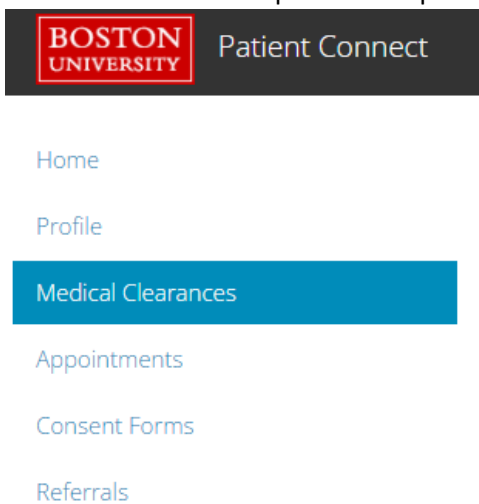 BOSTON
UNIVERSITY
Patient Connect
Home
Profile
Medical Clearances
Appointments
Consent Forms
Referrals